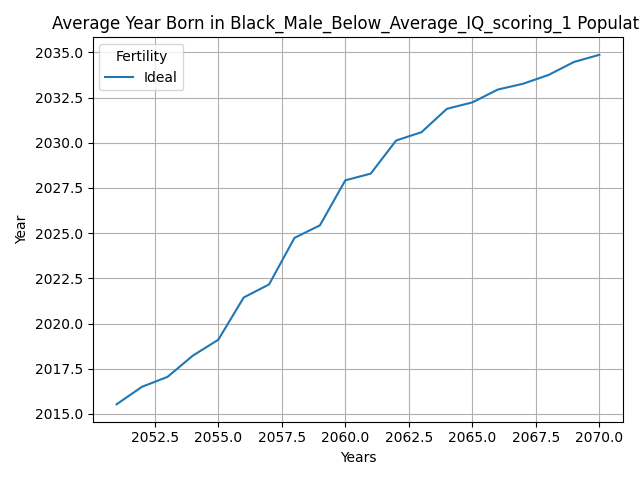 Average Year Born in Black_Male_Below_Average_IQ_scoring_1 Populat
Fertility
Ideal
2035.0
2032.5
2030.0
2027.5
2025.0
2022.5
2020.0
2017.5
2015.0
Year
2052.5 2055.0 2057.5 2060.0 2062.5 2065.0 2067.5 2070.0
Years